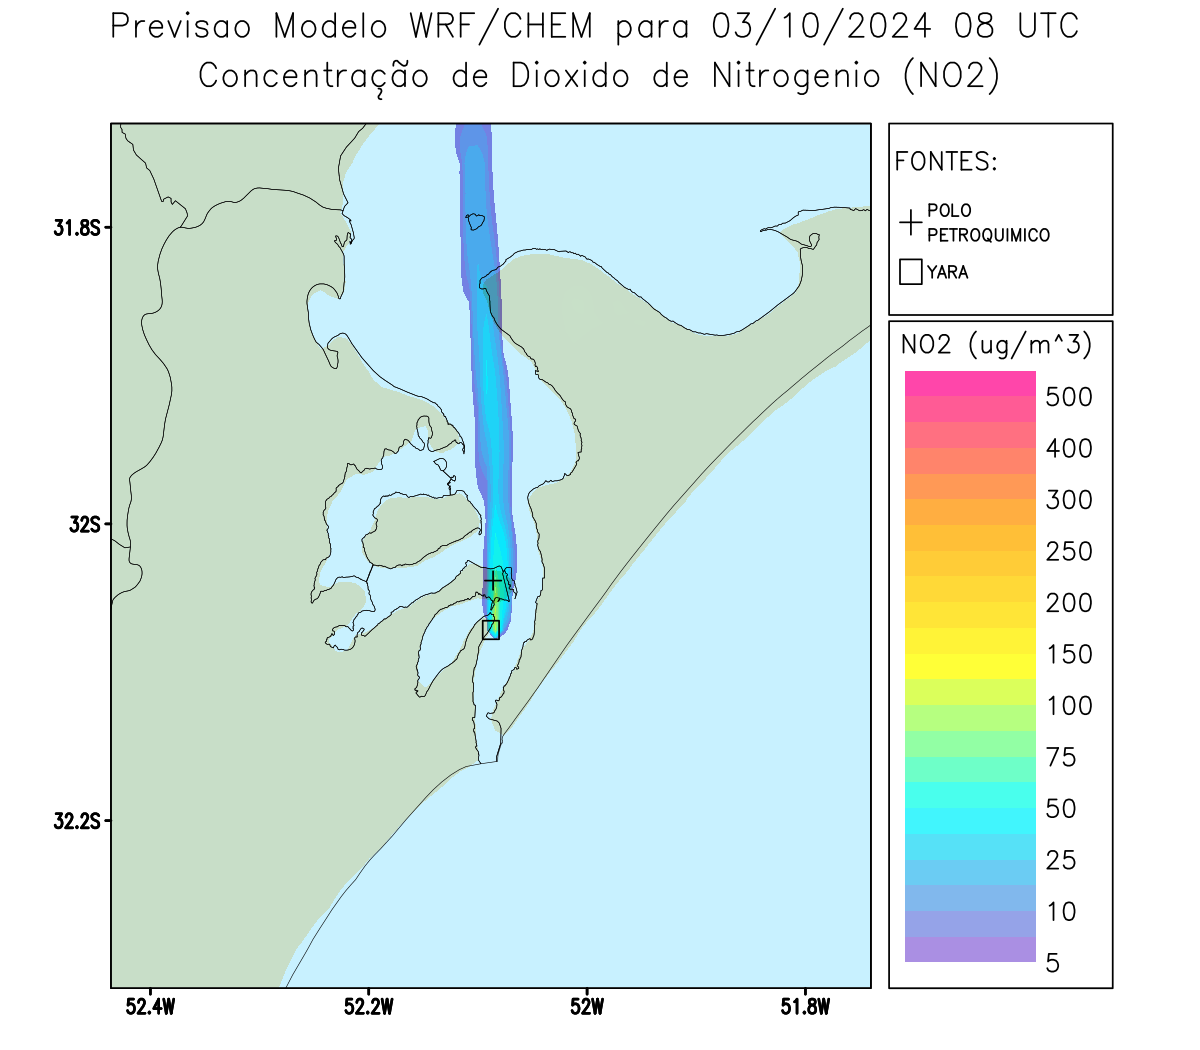 Previsao Modelo WRF/CHEM para 03/10/2024 08 UTC
Concentração de Dioxido de Nitrogenio (NO2)
FONTES:
POLO
PETROQUIMICO
YARA
NO2 (ug/m^3)
500
400
300
250
200
150
100
75
50
25
10
5
31.8S
32S
32.2S
52.4W
52.2W
52W
51.8W